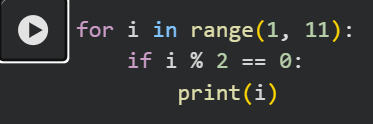 for i in range(1, 11):
    if i % 2 == 0:
        print(i)